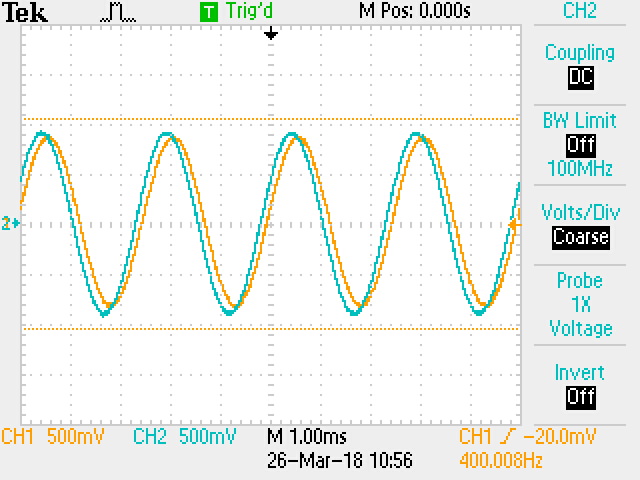 Tek T Trig'd M Pos: 0.000s CH2
Coupling
DC
BW Limit
Off
100MHz
2
Volts/Div
Coarse
Probe
1X
Voltage
Invert
Off
CH1 500mV CH2 500mV M 1.00ms CH1 -20.0mV
26-Mar-18 10:56 400.008Hz